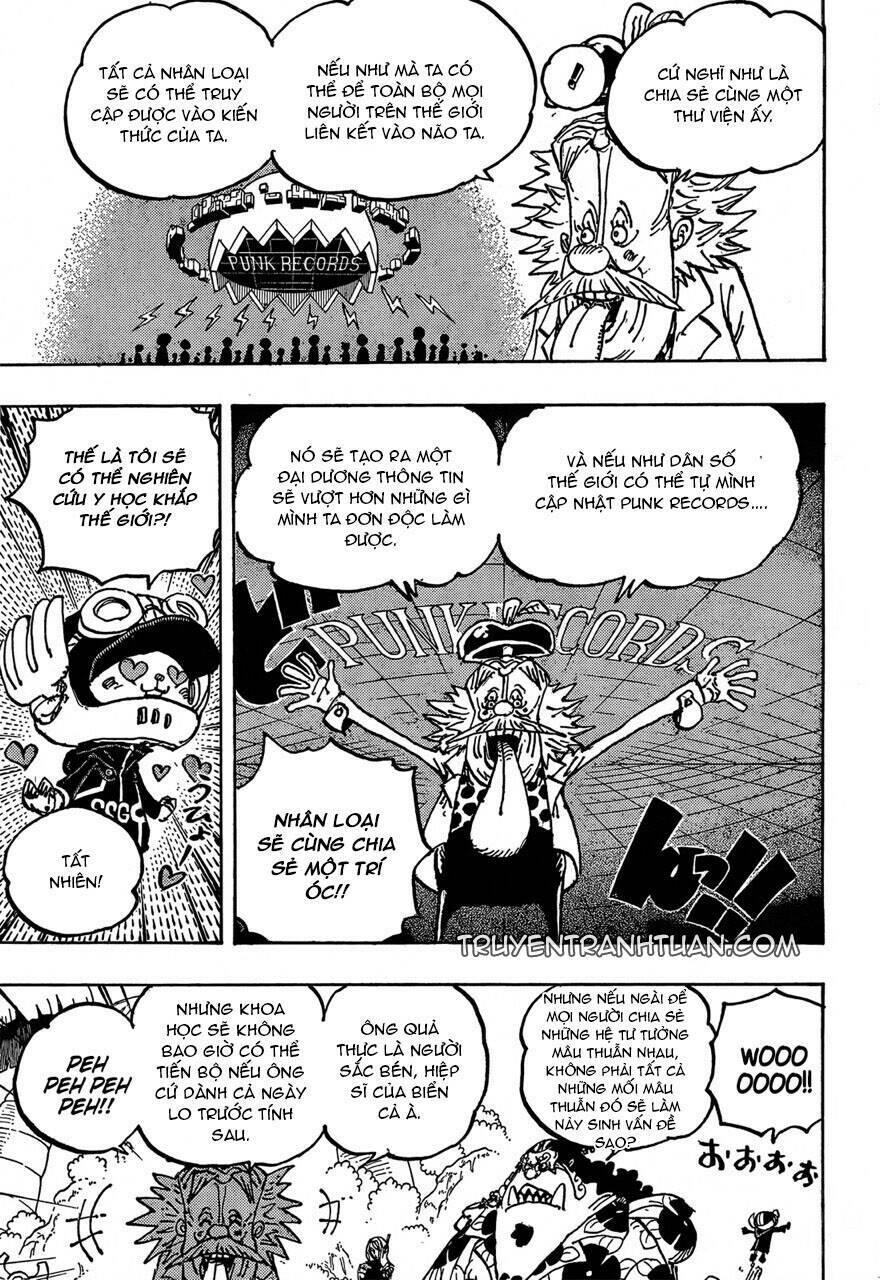 CỨ NGHĨ NHƯ LÀ
CHIA SẺ CÙNG MỘT
THƯ VIỆN ẤY.
NẾU NHƯ MÀ TA CÓ
THỂ ĐỂ TOÀN BỘ MỌI
NGƯỜI TRÊN THẾ GIỚI
LIÊN KẾT VÀO NÃO TA.
TẤT CẢ NHÂN LOẠI
SẼ CÓ THỂ TRUY
CẬP ĐƯỢC VÀO KIẾN
THỨC CỦA TA.
PUNK RECORDS
VÀ NẾU NHƯ DÂN SỐ
THẾ GIỚI CÓ THỂ TỰ MÌNH
CẬP NHẬT PUNK RECORDS....
NÓ SẼ TẠO RA MỘT
ĐẠI DƯƠNG THÔNG TIN
SẼ VƯỢT HƠN NHỮNG GÌ
MÌNH TA ĐƠN ĐỘC LÀM
ĐƯỢC.
PUNK RECORDS
NHÂN LOẠI
SẼ CÙNG CHIA
SẺ MỘT TRÍ
ÓC!!
TRUYENTRANHTUAN.COM
THẾ LÀ TÔI SẼ
CÓ THỂ NGHIÊN
CỨU Y HỌC KHẮP
THẾ GIỚI?!
TẤT
NHIÊN!
WOOO
OOOO!!
おおおお
NHƯNG NẾU NGÀI ĐỂ
MỌI NGƯỜI CHIA SẺ
NHỮNG HỆ TƯ TƯỞNG
MÂU THUẪN NHAU,
KHÔNG PHẢI TẤT CẢ
NHỮNG MỐI MÂU
THUẪN ĐÓ SẼ LÀM
NẢY SINH VẤN ĐỀ
SAO?
ÔNG QUẢ
THỰC LÀ NGƯỜI
SẮC BÉN, HIỆP
SĨ CỦA BIỂN
CẢ À.
NHƯNG KHOA
HỌC SẼ KHÔNG
BAO GIỜ CÓ THỂ
TIẾN BỘ NẾU ÔNG
CỨ DÀNH CẢ NGÀY
LO TRƯỚC TÍNH
SAU.
PEH
PEH PEH PEH
PEH!!